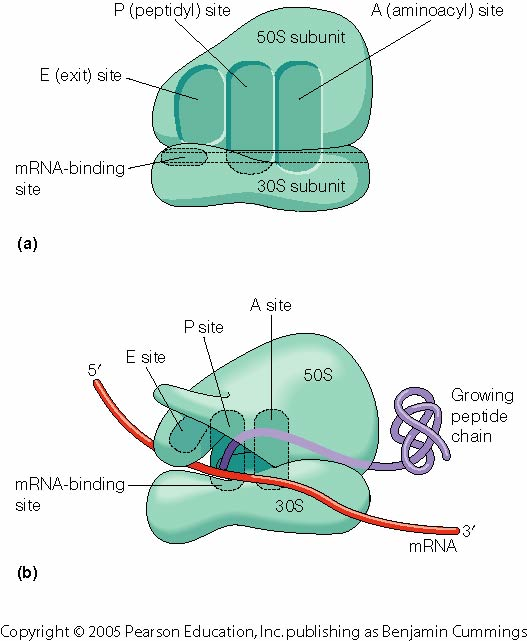 P (peptidyl) site
A (aminoacyl) site
50S subunit
E (exit) site
mRNA-binding
site
30S subunit
(a)
A site
P site
E site
5′
50S
Growing
peptide
chain
mRNA-binding
site
30S
3′
mRNA
(b)
Copyright © 2005 Pearson Education, Inc. publishing as Benjamin Cummings